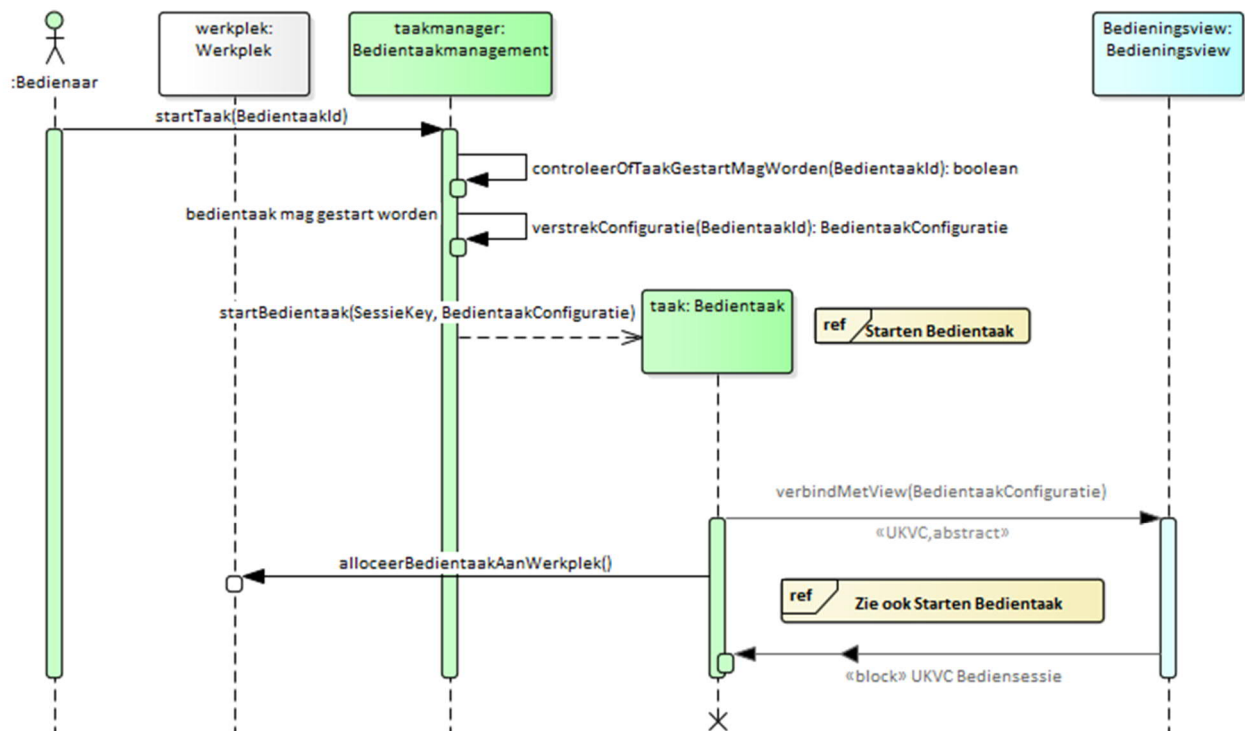 :Bedienaar
werkplek:
Werkplek
taakmanager:
Bedientaakmanagement
Bedieningsview:
Bedieningsview
startTaak(BedientaakId)
controleerOfTaakGestartMagWorden(BedientaakId): boolean
bedientaak mag gestart worden
verstrekConfiguratie(BedientaakId): BedientaakConfiguratie
startBedientaak(SessieKey, BedientaakConfiguratie)
taak: Bedientaak
ref
Starten Bedientaak
verbindMetView(BedientaakConfiguratie)
«UKVC,abstract»
alloceerBedientaakAanWerkplek()
ref
Zie ook Starten Bedientaak
«block» UKVC Bediensessie